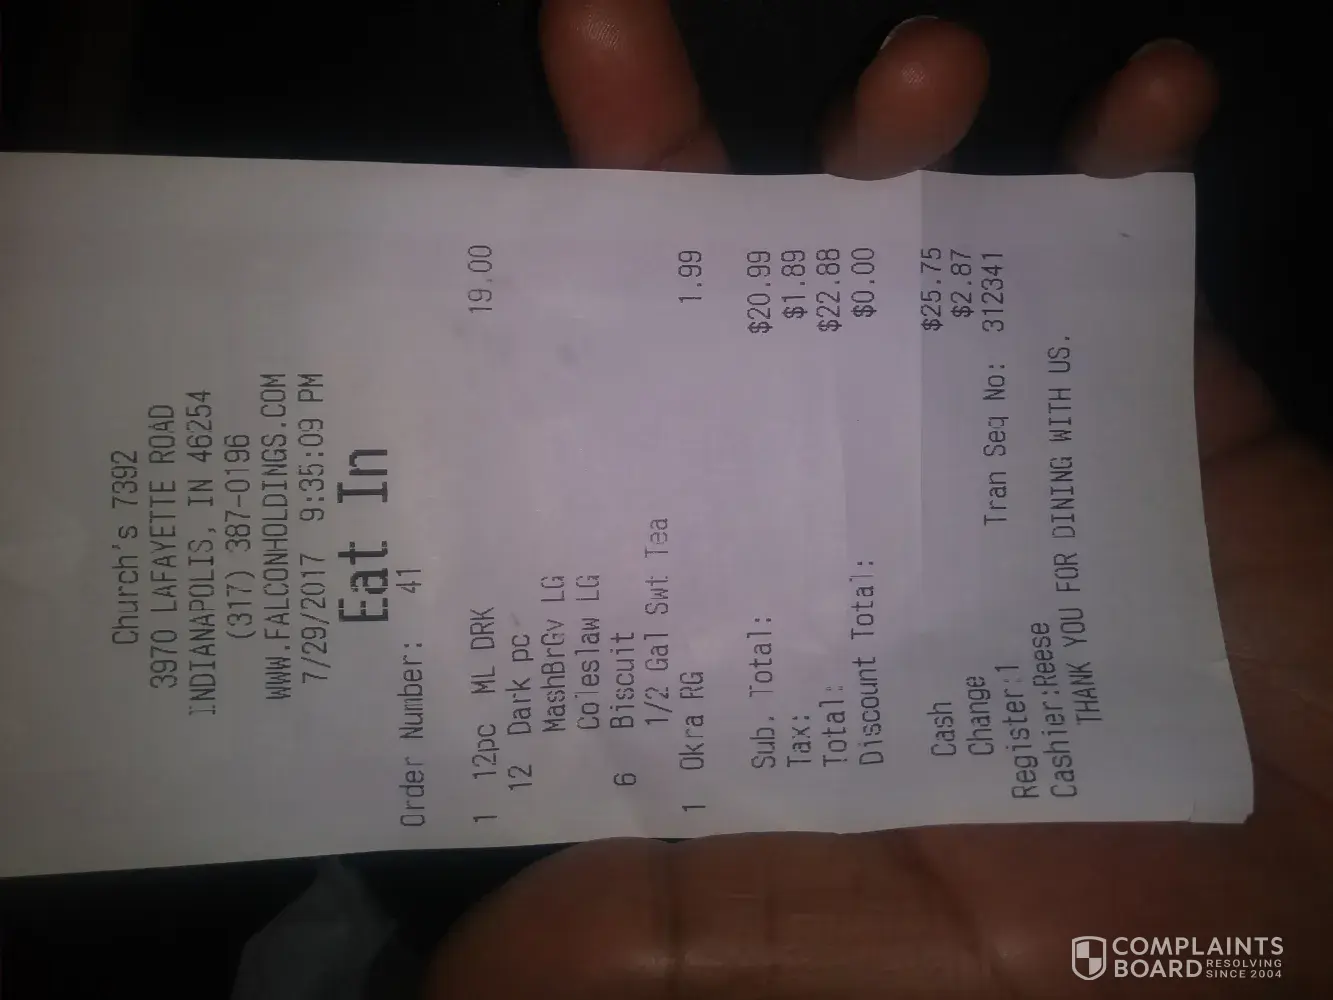 Church's 7392
3970 LAFAYETTE ROAD
INDIANAPOLIS, IN 46254
(317) 387-0196
WWW.FALCONHOLDINGS.COM
7/29/2017 9:35:09 PM
Eat In
Order Number: 41
1 12pc ML DRK 19.00
12 Dark pc
MashBrGv LG
Coleslaw LG
6 Biscuit
1/2 Gal Swt Tea
1 Okra RG 1.99
Sub. Total: $20.99
Tax: $1.89
Total: $22.88
Discount Total: $0.00
Cash $25.75
Change $2.87
Register:1 Tran Seq No: 312341
Cashier:Reese
THANK YOU FOR DINING WITH US.
COMPLAINTS
BOARD RESOLVING
SINCE 2004